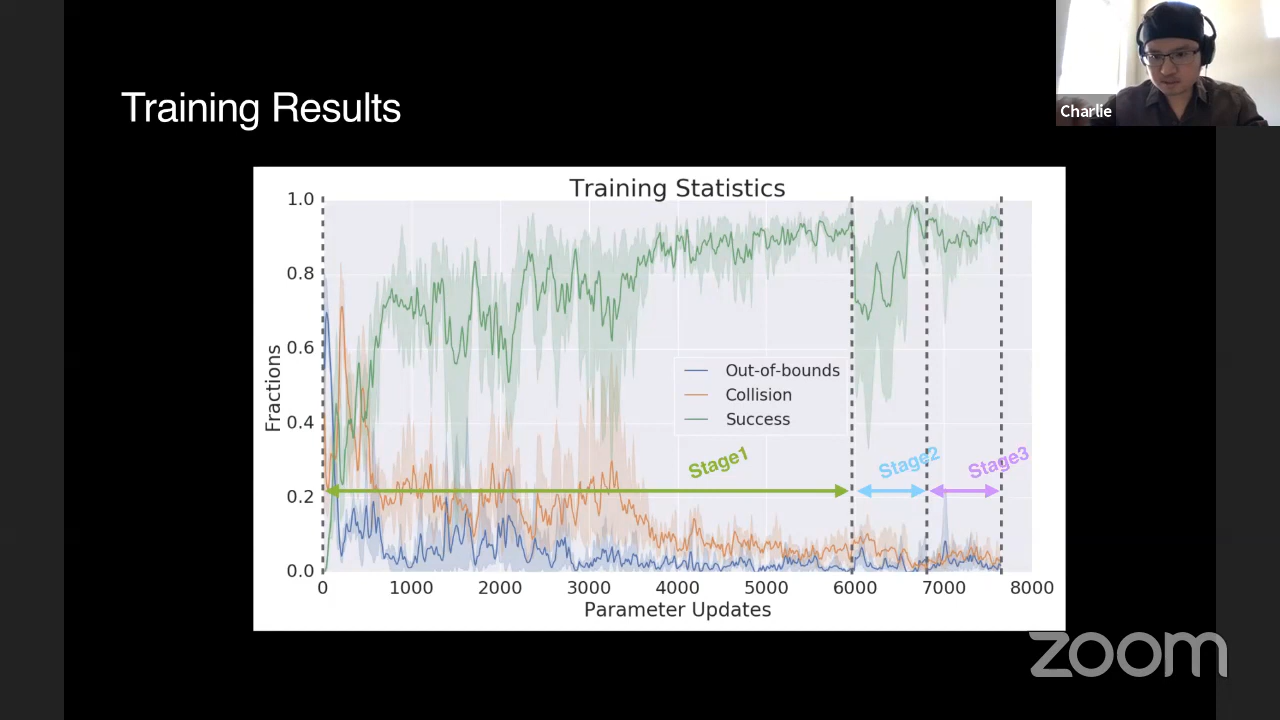 Charlie
Training Results
Training Statistics
1.0
0.8
0.6
0.4
0.2
0.0
Fractions
Out-of-bounds
Collision
Success
Stage1
Stage2
Stage3
0 1000 2000 3000 4000 5000 6000 7000 8000
Parameter Updates
zoom